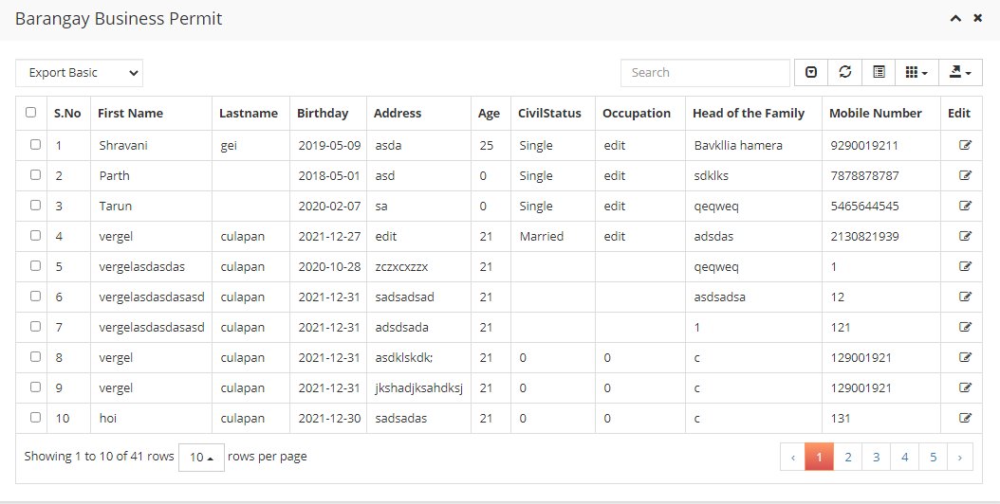 Barangay Business Permit
Export Basic Search
S.No First Name Lastname Birthday Address Age CivilStatus Occupation Head of the Family Mobile Number Edit
1 Shravani gei 2019-05-09 asda 25 Single edit Bavkllia hamera 9290019211
2 Parth 2018-05-01 asd 0 Single edit sdklks 7878878787
3 Tarun 2020-02-07 sa 0 Single edit qeqweq 5465644545
4 vergel culapan 2021-12-27 edit 21 Married edit adsdas 2130821939
5 vergelasdasdas culapan 2020-10-28 zczxcxzzx 21 qeqweq 1
6 vergelasdasdasasd culapan 2021-12-31 sadsadsad 21 asdsadsa 12
7 vergelasdasdasasd culapan 2021-12-31 adsdsada 21 1 121
8 vergel culapan 2021-12-31 asdklskdk; 21 0 0 c 129001921
9 vergel culapan 2021-12-31 jkshadjksahdksj 21 0 0 c 129001921
10 hoi culapan 2021-12-30 sadsadas 21 0 0 c 131
Showing 1 to 10 of 41 rows 10 rows per page ‹ 1 2 3 4 5 ›